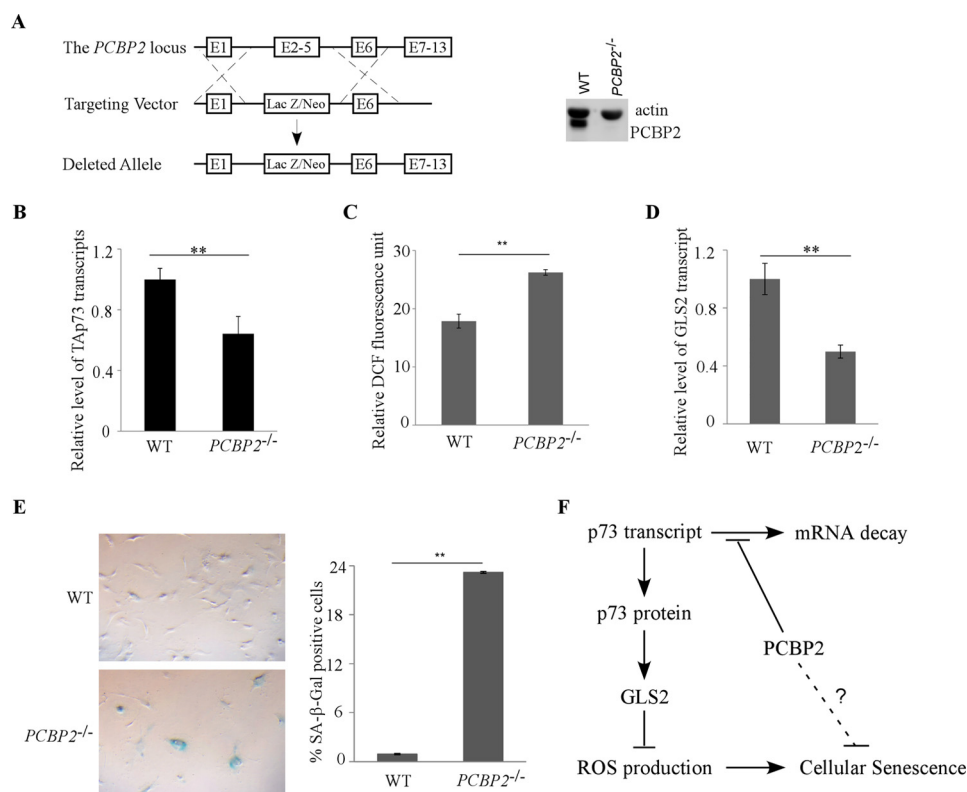 A
The PCBP2 locus
E1
E2-5
E6
E7-13
Targeting Vector
E1
Lac Z/Neo
E6
Deleted Allele
E1
Lac Z/Neo
E6
E7-13
WT
PCBP2-/-
actin
PCBP2
B
Relative level of TAp73 transcripts
1.2
0.8
0.4
0
**
WT
PCBP2-/-
C
Relative DCF fluorescence unit
30
20
10
0
**
WT
PCBP2-/-
D
Relative level of GLS2 transcript
1.2
0.8
0.4
0
**
WT
PCBP2-/-
E
WT
PCBP2-/-
% SA-β-Gal positive cells
24
18
12
6
0
**
WT
PCBP2-/-
F
p73 transcript
mRNA decay
p73 protein
PCBP2
GLS2
?
ROS production
Cellular Senescence